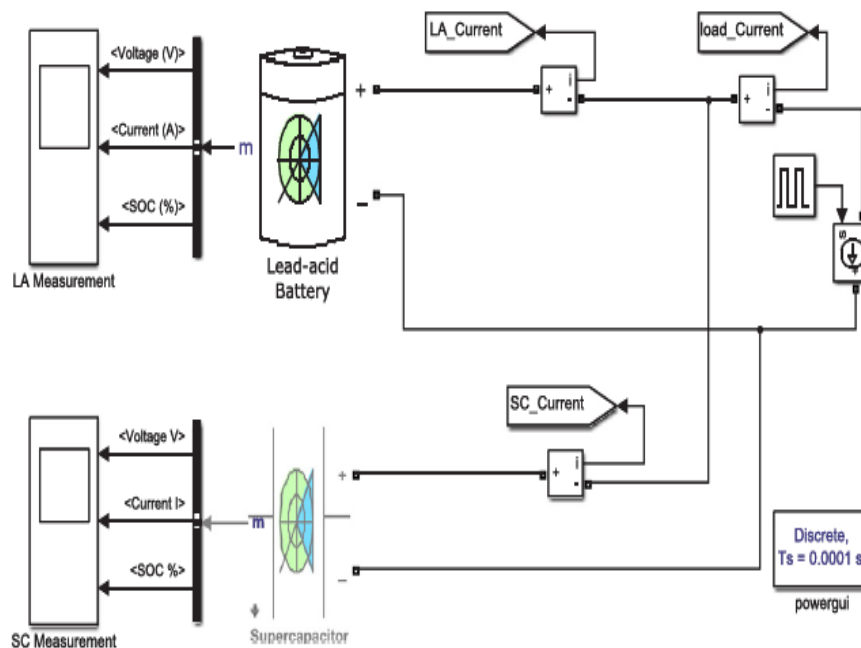 <Voltage (V)>
<Current (A)>
<SOC (%)>
LA Measurement
m
+
−
Lead-acid
Battery
LA_Current
+
i
-
load_Current
+
i
-
s
+
<Voltage V>
<Current I>
<SOC %>
SC Measurement
m
+
−
Supercapacitor
SC_Current
+
i
-
Discrete,
Ts = 0.0001 s
powergui